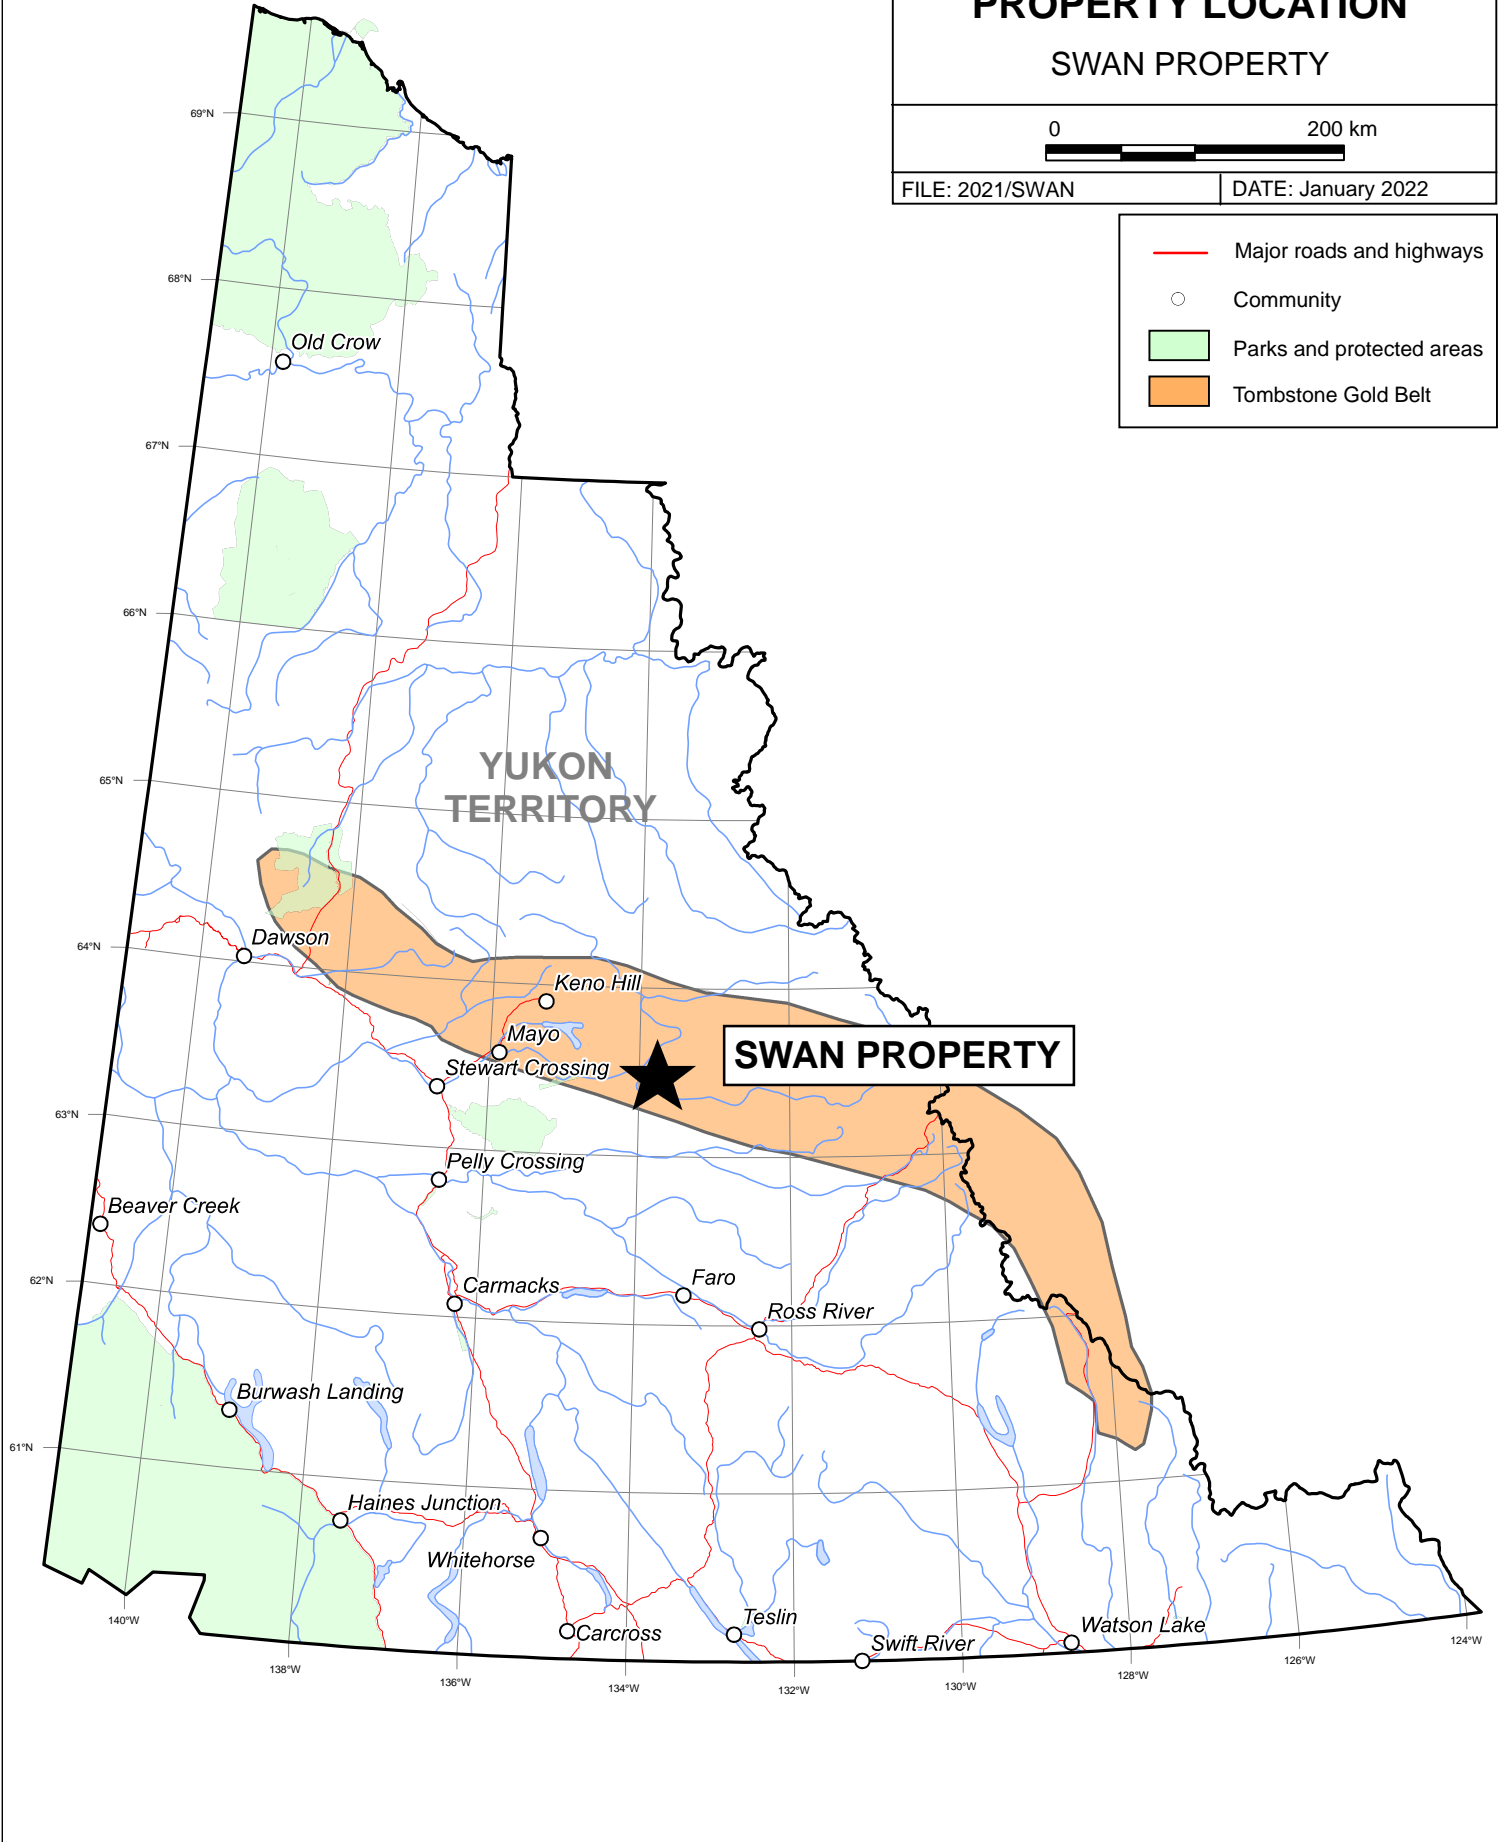 PROPERTY LOCATION
SWAN PROPERTY
0 200 km
FILE: 2021/SWAN DATE: January 2022
Major roads and highways
Community
Parks and protected areas
Tombstone Gold Belt
69°N
68°N
Old Crow
67°N
66°N
YUKON
TERRITORY
65°N
64°N
Dawson
Keno Hill
Mayo
SWAN PROPERTY
Stewart Crossing
63°N
Pelly Crossing
Beaver Creek
62°N
Carmacks
Faro
Ross River
Burwash Landing
61°N
Haines Junction
Whitehorse
Carcross
Teslin
Swift River
Watson Lake
140°W
138°W
136°W
134°W
132°W
130°W
128°W
126°W
124°W